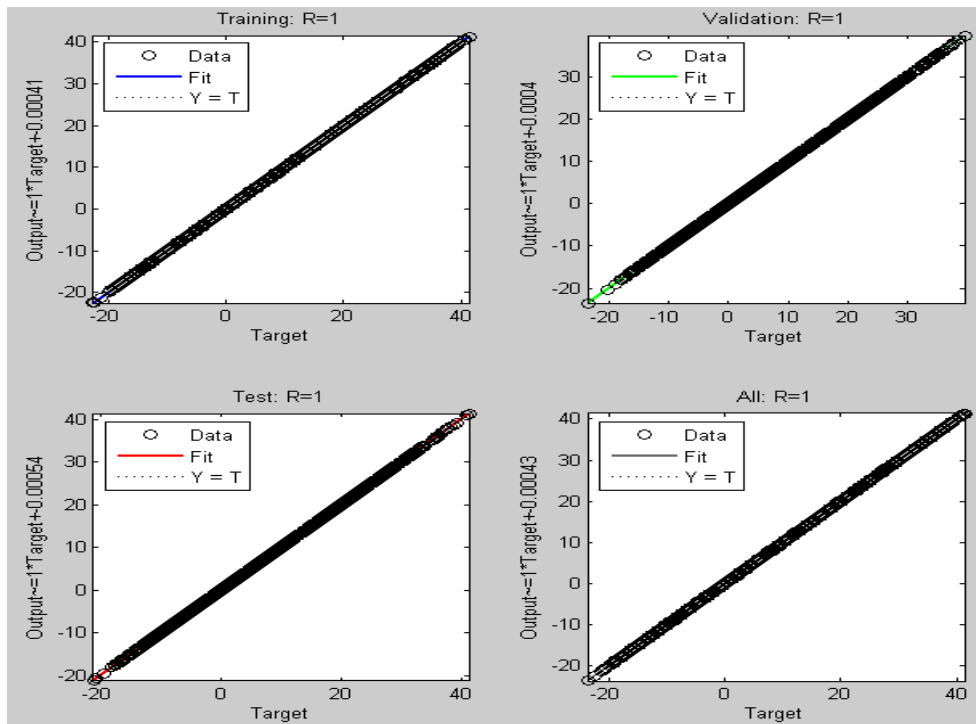 Training: R=1
Output~=1*Target+-0.00041
40
30
20
10
0
-10
-20
Data
Fit
Y = T
-20
0
20
40
Target
Validation: R=1
Output~=1*Target+-0.0004
30
20
10
0
-10
-20
Data
Fit
Y = T
-20
-10
0
10
20
30
Target
Test: R=1
Output~=1*Target+-0.00054
40
30
20
10
0
-10
-20
Data
Fit
Y = T
-20
0
20
40
Target
All: R=1
Output~=1*Target+-0.00043
40
30
20
10
0
-10
-20
Data
Fit
Y = T
-20
0
20
40
Target